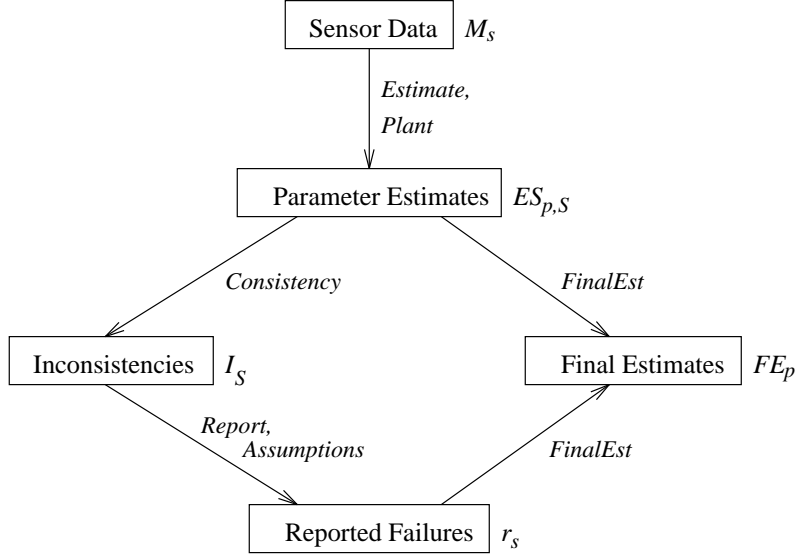 Sensor Data M_s
Estimate,
Plant
Parameter Estimates ES_{p,S}
Consistency FinalEst
Inconsistencies I_S Final Estimates FE_p
Report,
Assumptions FinalEst
Reported Failures r_s